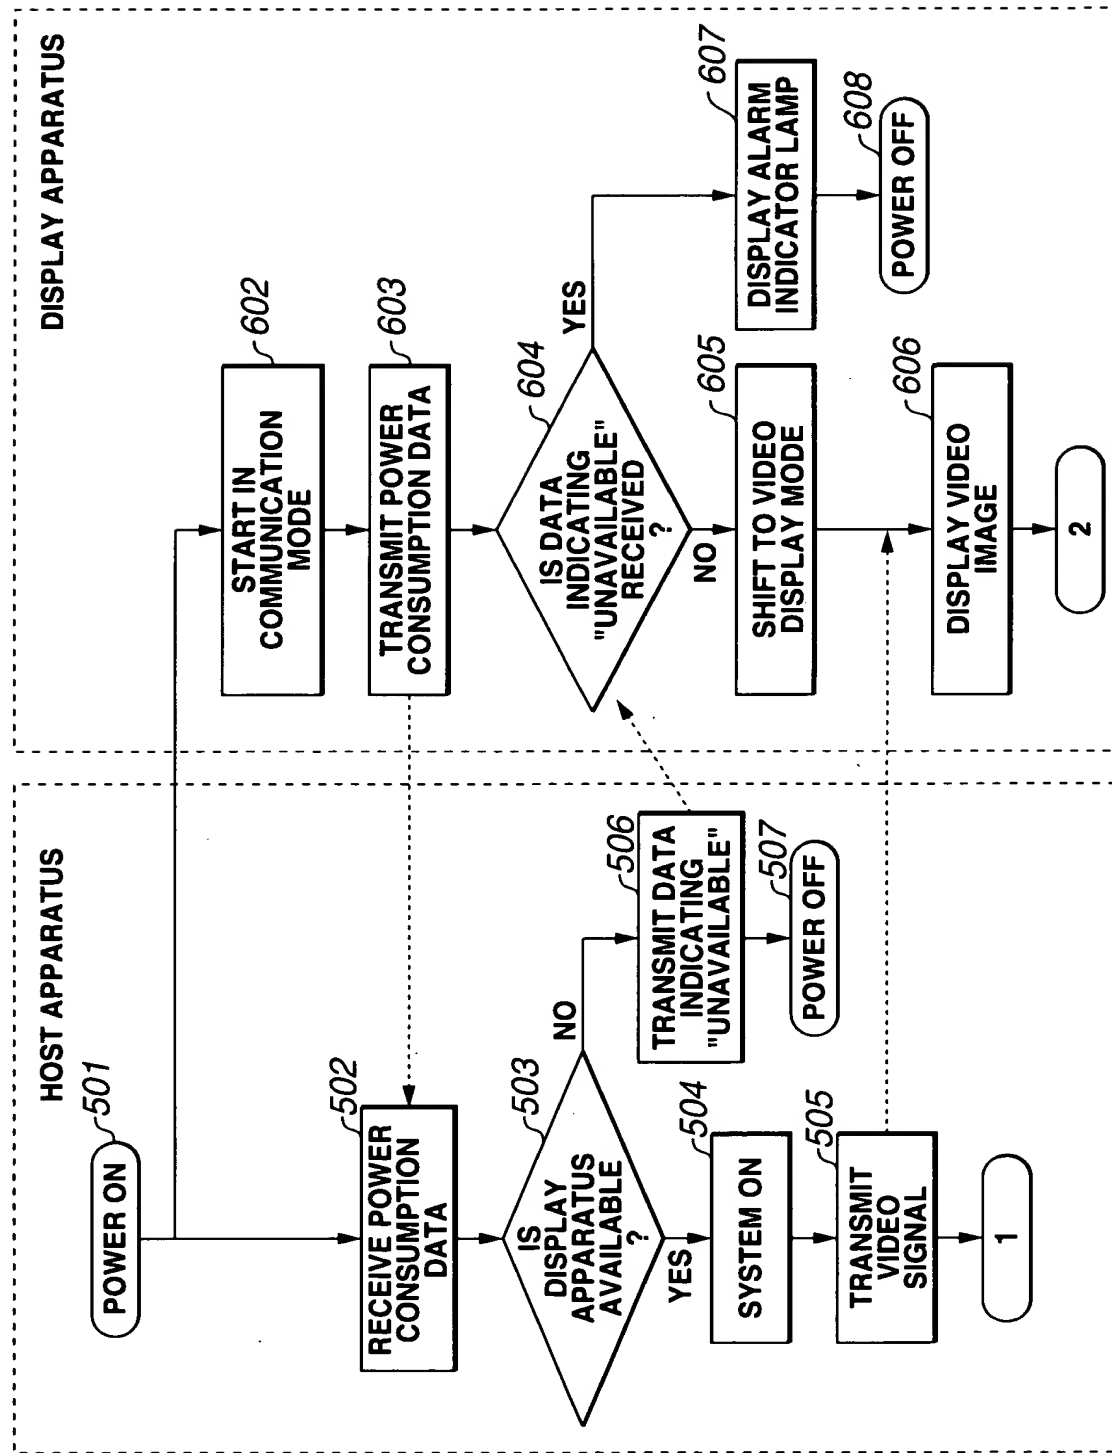 HOST APPARATUS
POWER ON
501
RECEIVE POWER
CONSUMPTION
DATA
502
IS
DISPLAY
APPARATUS
AVAILABLE
?
503
NO
YES
SYSTEM ON
504
TRANSMIT
VIDEO
SIGNAL
505
1
TRANSMIT DATA
INDICATING
"UNAVAILABLE"
506
POWER OFF
507
DISPLAY APPARATUS
START IN
COMMUNICATION
MODE
602
TRANSMIT POWER
CONSUMPTION DATA
603
IS DATA
INDICATING
"UNAVAILABLE"
RECEIVED
?
604
YES
NO
SHIFT TO VIDEO
DISPLAY MODE
605
DISPLAY VIDEO
IMAGE
606
2
DISPLAY ALARM
INDICATOR LAMP
607
POWER OFF
608